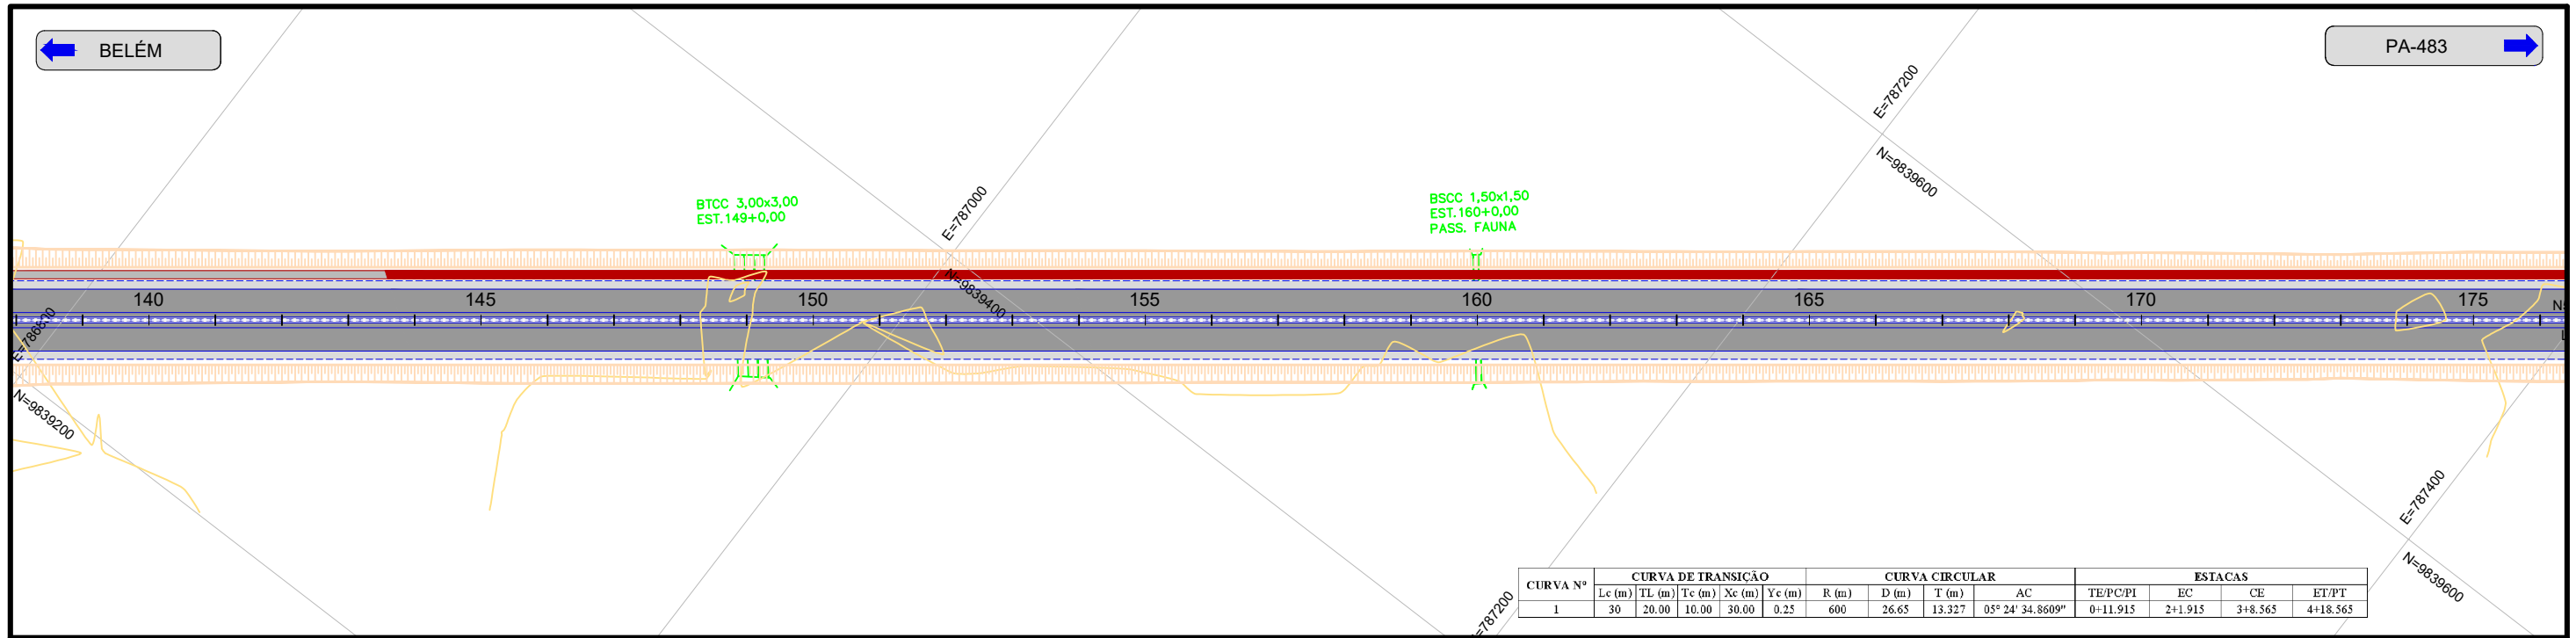 BELÉM
PA-483
E=787200
N=9839600
E=787000
BTCC 3,00x3,00
EST.149+0,00
BSCC 1,50x1,50
EST.160+0,00
PASS. FAUNA
N=9839400
140
145
150
155
160
165
170
175
E=786800
N=9839200
E=787400
N=9839600
=787200
CURVA Nº CURVA DE TRANSIÇÃO CURVA CIRCULAR ESTACAS
Lc (m) TL (m) Tc (m) Xc (m) Yc (m) R (m) D (m) T (m) AC TE/PC/PI EC CE ET/PT
1 30 20.00 10.00 30.00 0.25 600 26.65 13.327 05° 24' 34.8609" 0+11.915 2+1.915 3+8.565 4+18.565